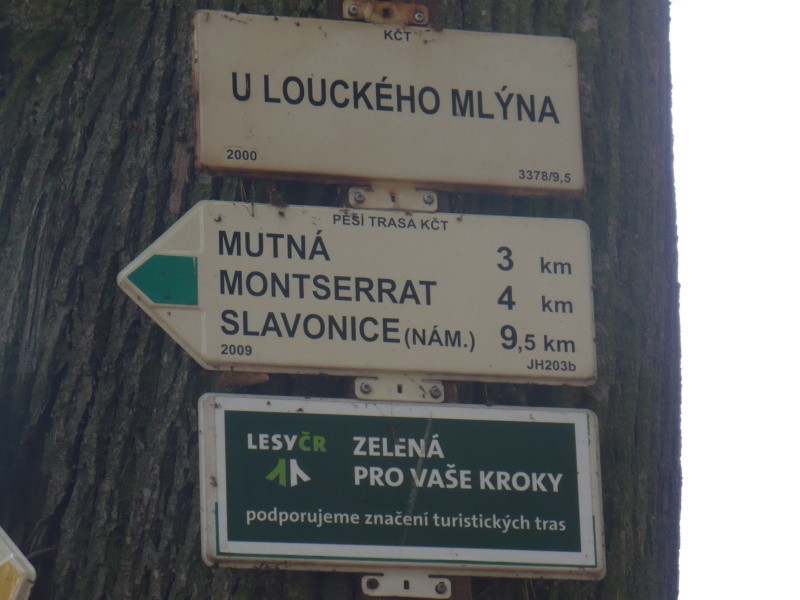 KČT
U LOUCKÉHO MLÝNA
2000 3378/9,5
PĚŠÍ TRASA KČT
MUTNÁ 3 km
MONTSERRAT 4 km
SLAVONICE (NÁM.) 9,5 km
2009 JH203b
LESYČR
ZELENÁ
PRO VAŠE KROKY
podporujeme značení turistických tras